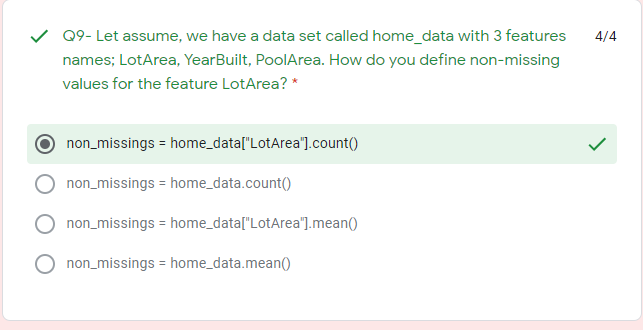 Q9- Let assume, we have a data set called home_data with 3 features
4/4
names; LotArea, YearBuilt, PoolArea. How do you define non-missing
values for the feature LotArea? *
non_missings = home_data["LotArea"].count()
non_missings = home_data.count()
non_missings = home_data["LotArea"].mean()
non_missings = home_data.mean()